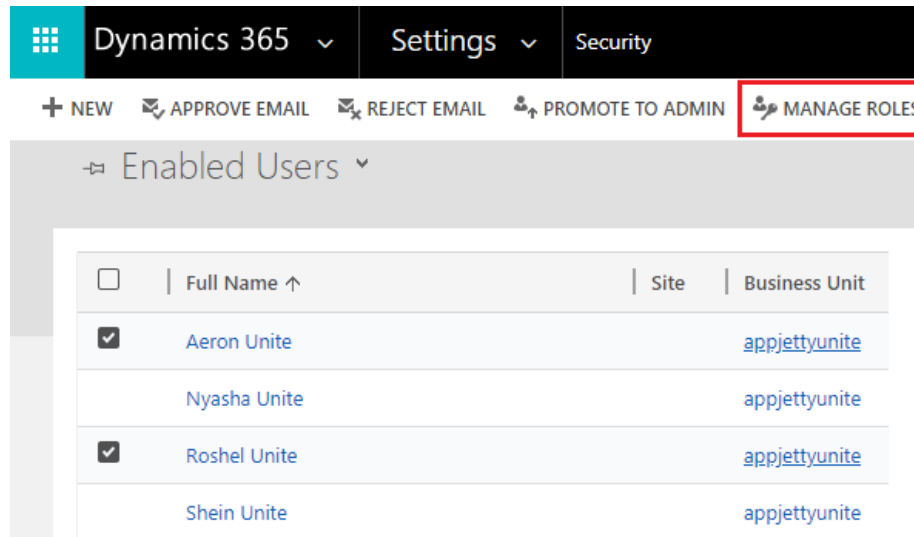 Dynamics 365 Settings Security
NEW APPROVE EMAIL REJECT EMAIL PROMOTE TO ADMIN MANAGE ROLES
Enabled Users
Full Name Site Business Unit
Aeron Unite appjettyunite
Nyasha Unite appjettyunite
Roshel Unite appjettyunite
Shein Unite appjettyunite